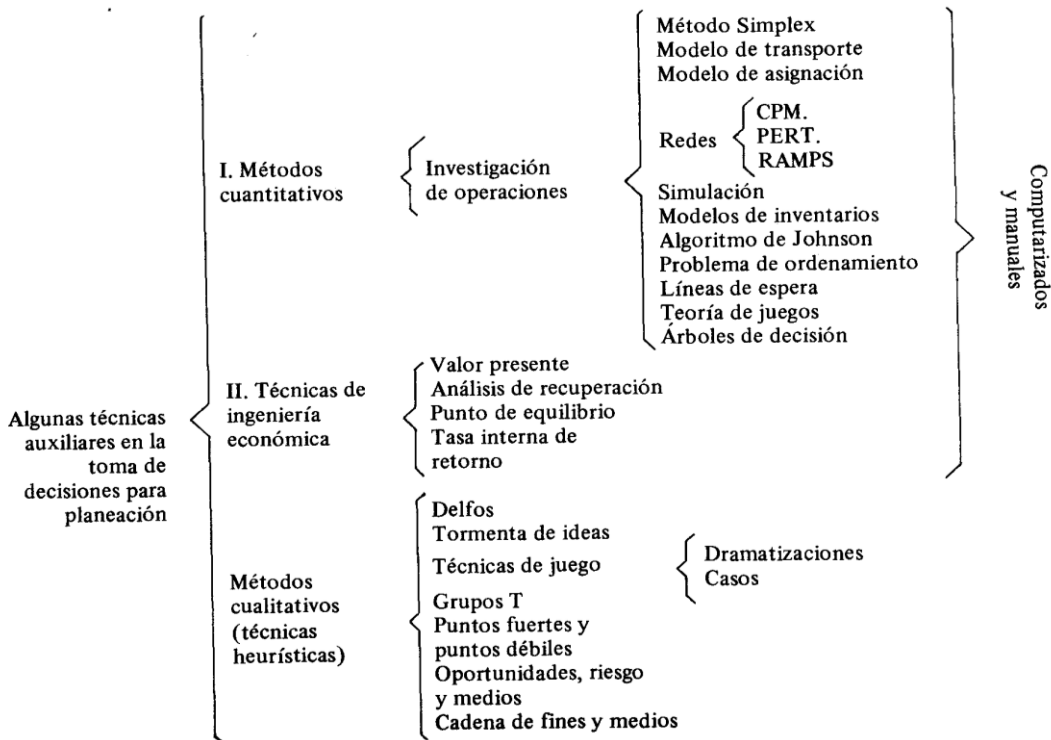 Algunas técnicas
auxiliares en la
toma de
decisiones para
planeación
I. Métodos
cuantitativos
Investigación
de operaciones
Método Simplex
Modelo de transporte
Modelo de asignación
Redes
CPM.
PERT.
RAMPS
Simulación
Modelos de inventarios
Algoritmo de Johnson
Problema de ordenamiento
Líneas de espera
Teoría de juegos
Árboles de decisión
II. Técnicas de
ingeniería
económica
Valor presente
Análisis de recuperación
Punto de equilibrio
Tasa interna de
retorno
Computarizados
y manuales
Métodos
cualitativos
(técnicas
heurísticas)
Delfos
Tormenta de ideas
Técnicas de juego
Dramatizaciones
Casos
Grupos T
Puntos fuertes y
puntos débiles
Oportunidades, riesgo
y medios
Cadena de fines y medios